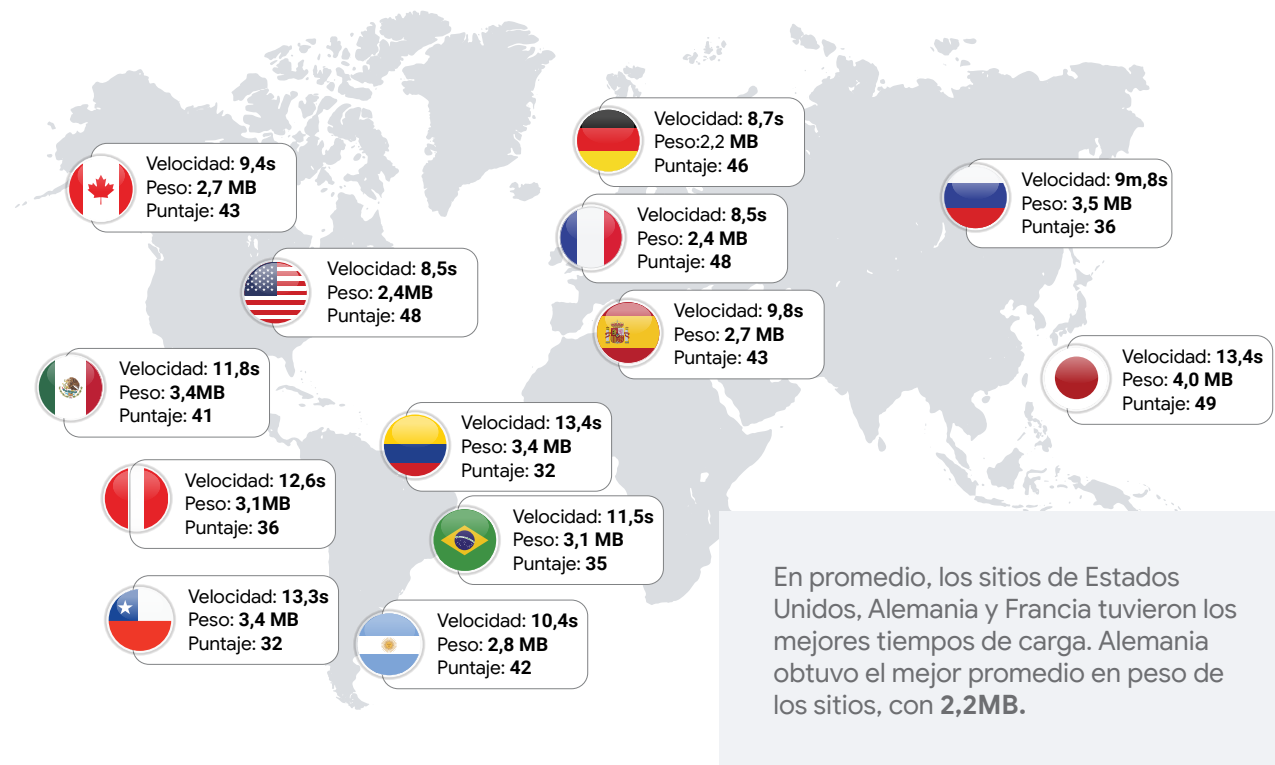 Velocidad: 9,4s
Peso: 2,7 MB
Puntaje: 43
Velocidad: 8,5s
Peso: 2,4MB
Puntaje: 48
Velocidad: 11,8s
Peso: 3,4MB
Puntaje: 41
Velocidad: 12,6s
Peso: 3,1MB
Puntaje: 36
Velocidad: 13,3s
Peso: 3,4 MB
Puntaje: 32
Velocidad: 13,4s
Peso: 3,4 MB
Puntaje: 32
Velocidad: 11,5s
Peso: 3,1 MB
Puntaje: 35
Velocidad: 10,4s
Peso: 2,8 MB
Puntaje: 42
Velocidad: 8,7s
Peso:2,2 MB
Puntaje: 46
Velocidad: 8,5s
Peso: 2,4 MB
Puntaje: 48
Velocidad: 9,8s
Peso: 2,7 MB
Puntaje: 43
Velocidad: 9m,8s
Peso: 3,5 MB
Puntaje: 36
Velocidad: 13,4s
Peso: 4,0 MB
Puntaje: 49
En promedio, los sitios de Estados
Unidos, Alemania y Francia tuvieron los
mejores tiempos de carga. Alemania
obtuvo el mejor promedio en peso de
los sitios, con 2,2MB.